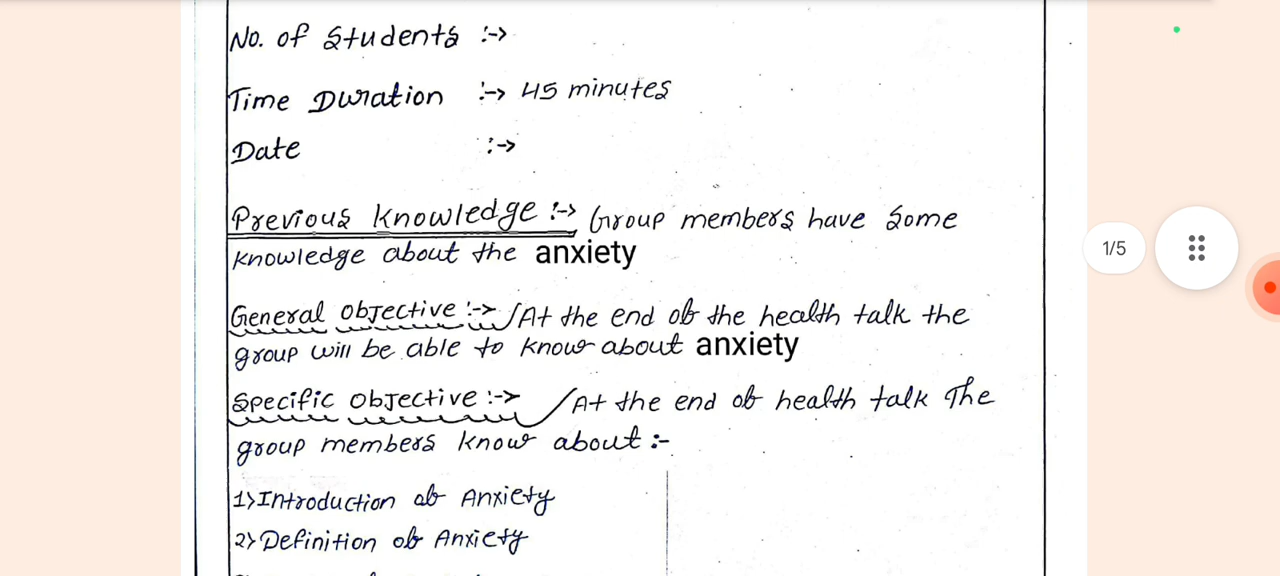 No. of Students :->
Time Duration :-> 45 minutes
Date :->
Previous Knowledge :-> Group members have some
knowledge about the anxiety
General Objective :-> At the end of the health talk the
group will be able to know about anxiety
Specific Objective :-> At the end of health talk The
group members know about :-
1) Introduction of Anxiety
2) Definition of Anxiety
1/5